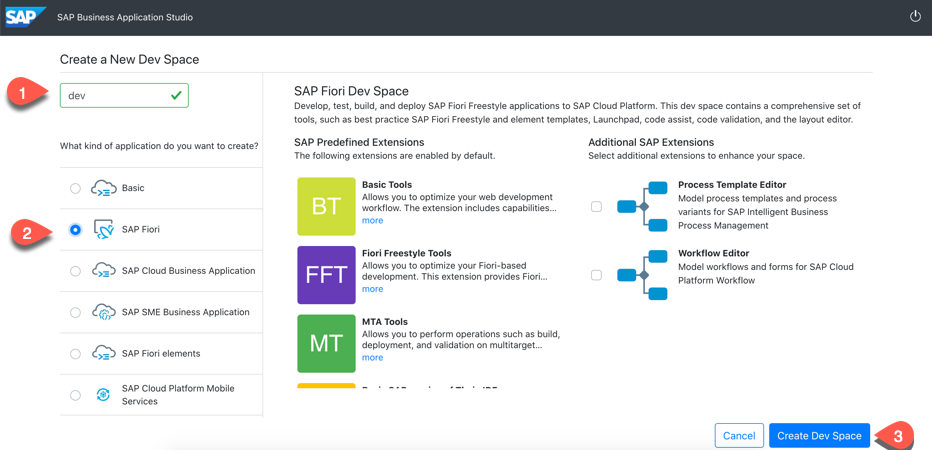 SAP
SAP Business Application Studio
Create a New Dev Space
1
dev
What kind of application do you want to create?
Basic
2
SAP Fiori
SAP Cloud Business Application
SAP SME Business Application
SAP Fiori elements
SAP Cloud Platform Mobile
Services
SAP Fiori Dev Space
Develop, test, build, and deploy SAP Fiori Freestyle applications to SAP Cloud Platform. This dev space contains a comprehensive set of
tools, such as best practice SAP Fiori Freestyle and element templates, Launchpad, code assist, code validation, and the layout editor.
SAP Predefined Extensions
The following extensions are enabled by default.
BT
Basic Tools
Allows you to optimize your web development
workflow. The extension includes capabilities...
more
FFT
Fiori Freestyle Tools
Allows you to optimize your Fiori-based
development. This extension provides Fiori...
more
MT
MTA Tools
Allows you to perform operations such as build,
deployment, and validation on multitarget...
more
Additional SAP Extensions
Select additional extensions to enhance your space.
Process Template Editor
Model process templates and process
variants for SAP Intelligent Business
Process Management
Workflow Editor
Model workflows and forms for SAP Cloud
Platform Workflow
Cancel
Create Dev Space
3